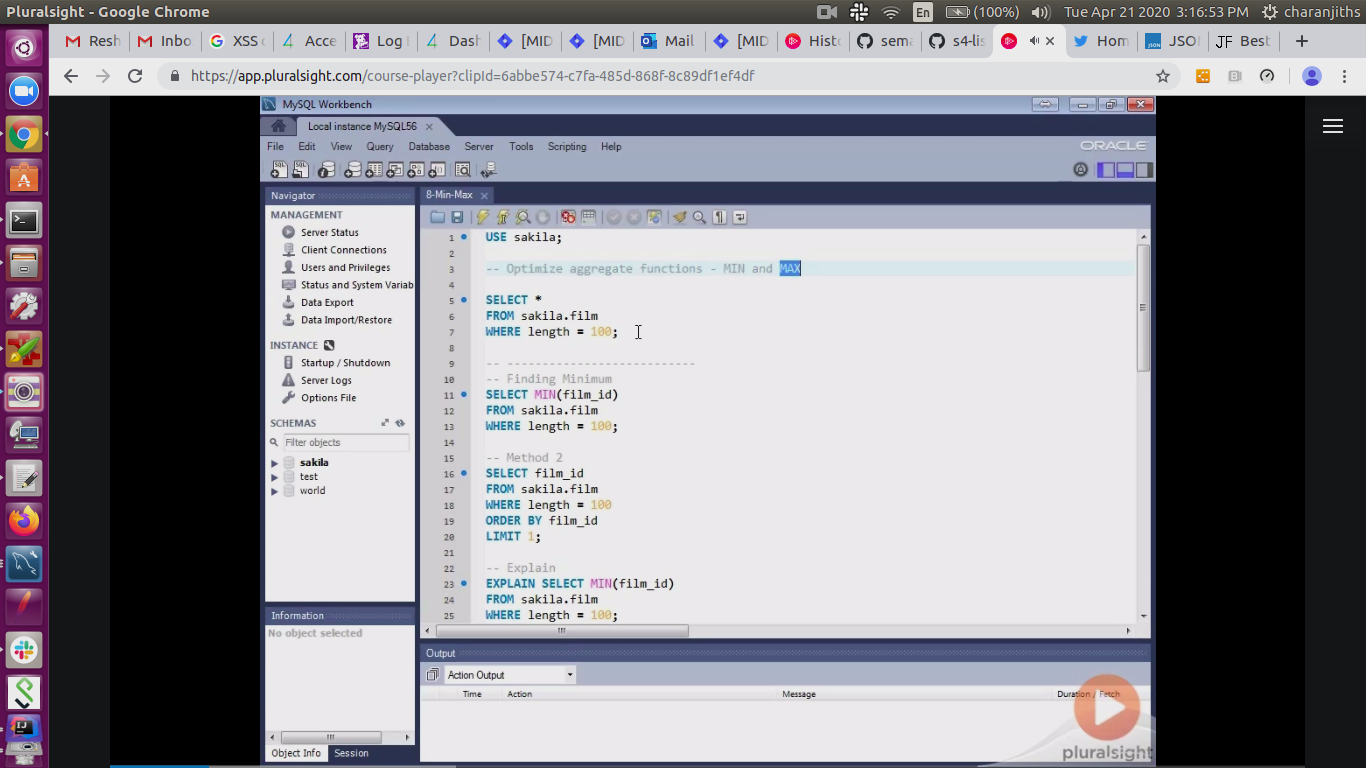 Pluralsight - Google Chrome
En (100%) Tue Apr 21 2020 3:16:53 PM charanjiths
Resh Inbo XSS c Acce Log i Dash [MID [MID Mail [MID Histo sema s4-lis Hom JSO JF Best
https://app.pluralsight.com/course-player?clipId=6abbe574-c7fa-485d-868f-8c89df1ef4df
MySQL Workbench
Local instance MySQL56
File Edit View Query Database Server Tools Scripting Help
ORACLE
Navigator
MANAGEMENT
Server Status
Client Connections
Users and Privileges
Status and System Variab
Data Export
Data Import/Restore
INSTANCE
Startup / Shutdown
Server Logs
Options File
SCHEMAS
Filter objects
sakila
test
world
Information
No object selected
Object Info Session
8-Min-Max
1 USE sakila;
2
3 -- Optimize aggregate functions - MIN and MAX
4
5 SELECT *
6 FROM sakila.film
7 WHERE length = 100;
8
9 -- ---------------------------
10 -- Finding Minimum
11 SELECT MIN(film_id)
12 FROM sakila.film
13 WHERE length = 100;
14
15 -- Method 2
16 SELECT film_id
17 FROM sakila.film
18 WHERE length = 100
19 ORDER BY film_id
20 LIMIT 1;
21
22 -- Explain
23 EXPLAIN SELECT MIN(film_id)
24 FROM sakila.film
25 WHERE length = 100;
Output
Action Output
Time Action Message Duration / Fetch
pluralsight